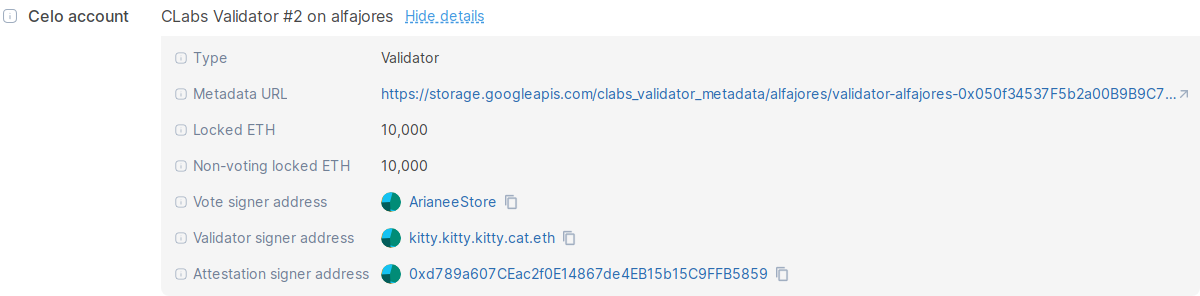 Celo account CLabs Validator #2 on alfajores Hide details
Type Validator
Metadata URL https://storage.googleapis.com/clabs_validator_metadata/alfajores/validator-alfajores-0x050f34537F5b2a00B9B9C7...
Locked ETH 10,000
Non-voting locked ETH 10,000
Vote signer address ArianeeStore
Validator signer address kitty.kitty.kitty.cat.eth
Attestation signer address 0xd789a607CEac2f0E14867de4EB15b15C9FFB5859